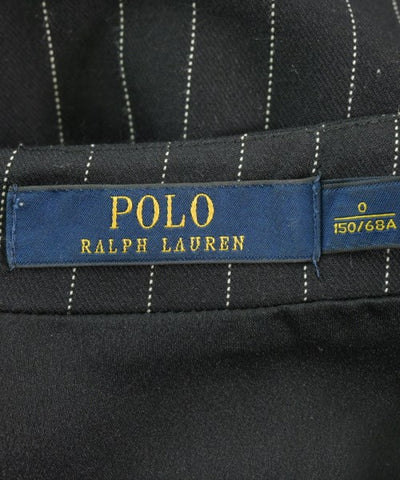 POLO
RALPH LAUREN
0
150/68A